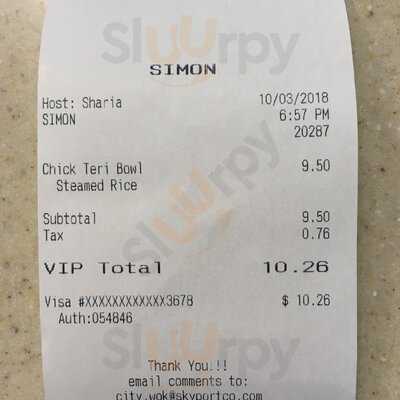 Slurrpy
SIMON
Host: Sharia 10/03/2018
SIMON 6:57 PM
20287
Chick Teri Bowl 9.50
Steamed Rice
Subtotal 9.50
Tax 0.76
VIP Total 10.26
Visa #XXXXXXXXXXXX3678 $ 10.26
Auth:054846
Slurrpy
Thank You!!!
email comments to:
city.wok@skyportco.com